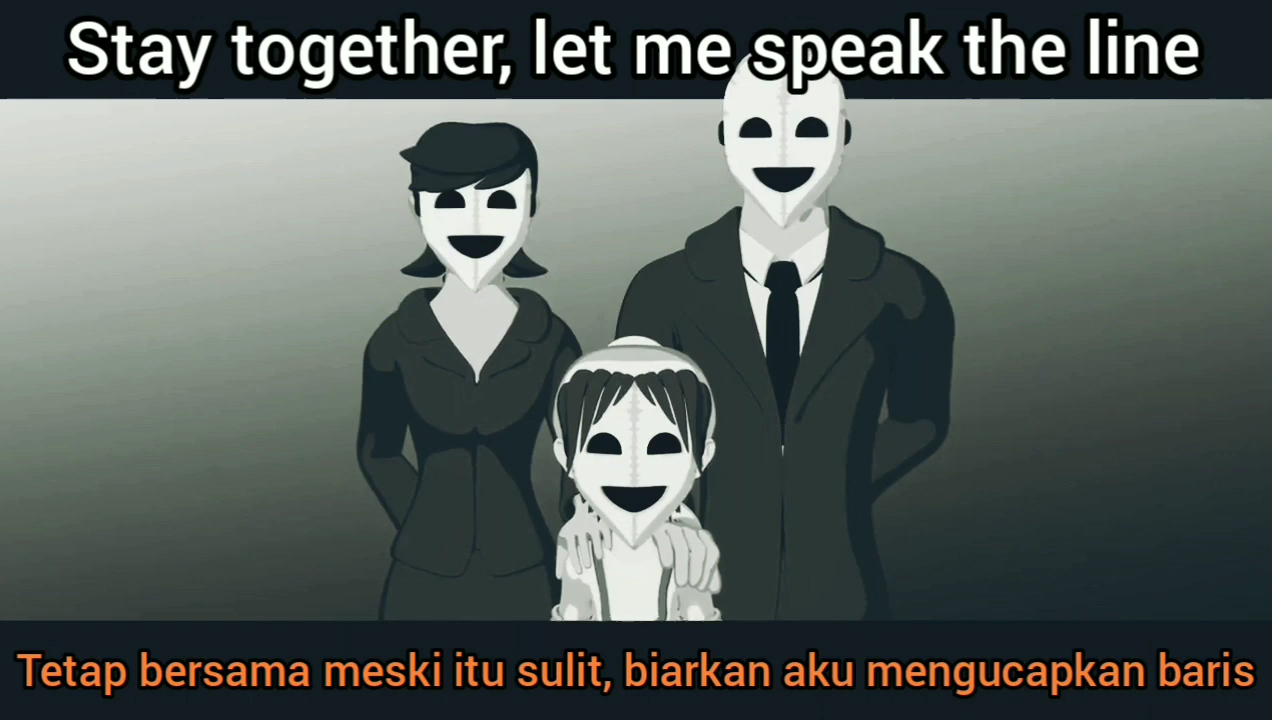 Stay together, let me speak the line
Tetap bersama meski itu sulit, biarkan aku mengucapkan baris